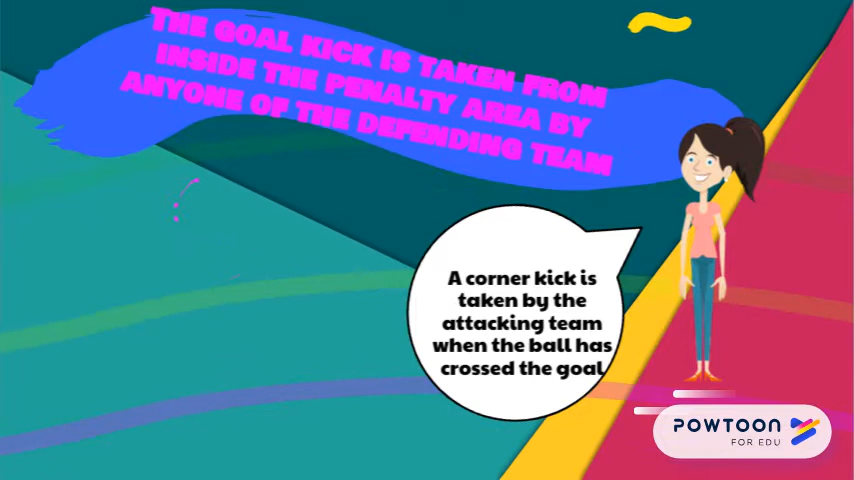 THE GOAL KICK IS TAKEN FROM
INSIDE THE PENALTY AREA BY
ANYONE OF THE DEFENDING TEAM
A corner kick is
taken by the
attacking team
when the ball has
crossed the goal
POWTOON
FOR EDU